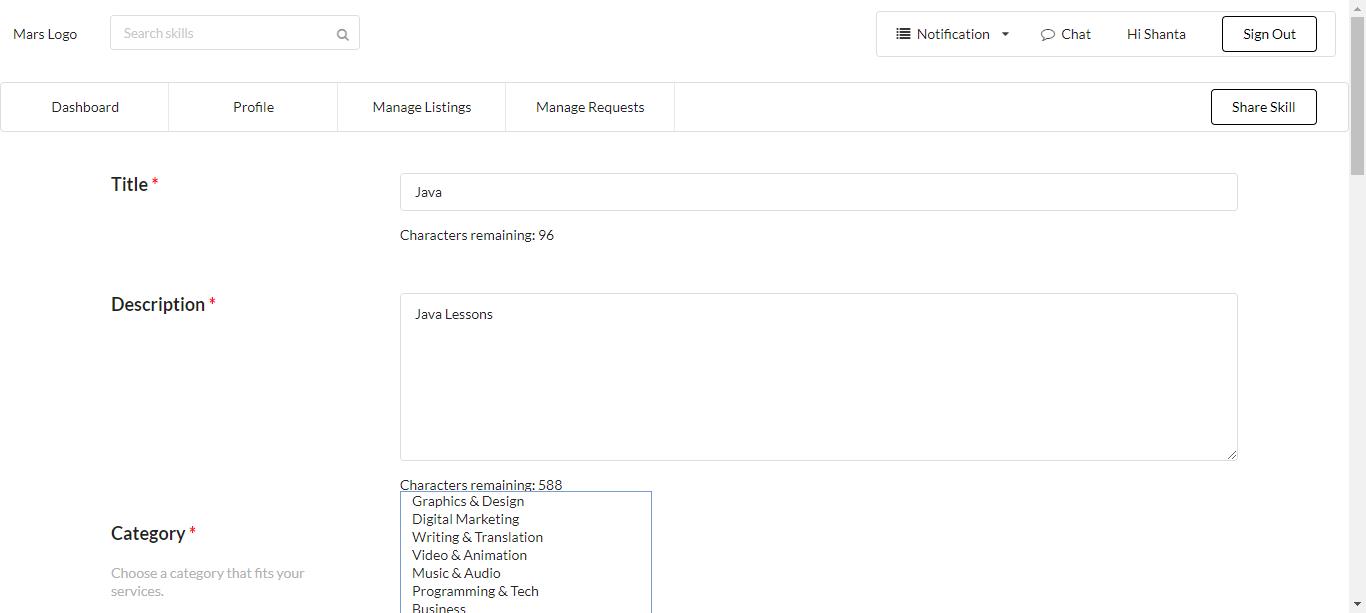 Mars Logo
Search skills
Notification
Chat
Hi Shanta
Sign Out
Dashboard
Profile
Manage Listings
Manage Requests
Share Skill
Title *
Java
Characters remaining: 96
Description *
Java Lessons
Characters remaining: 588
Category *
Choose a category that fits your
services.
Graphics & Design
Digital Marketing
Writing & Translation
Video & Animation
Music & Audio
Programming & Tech
Business